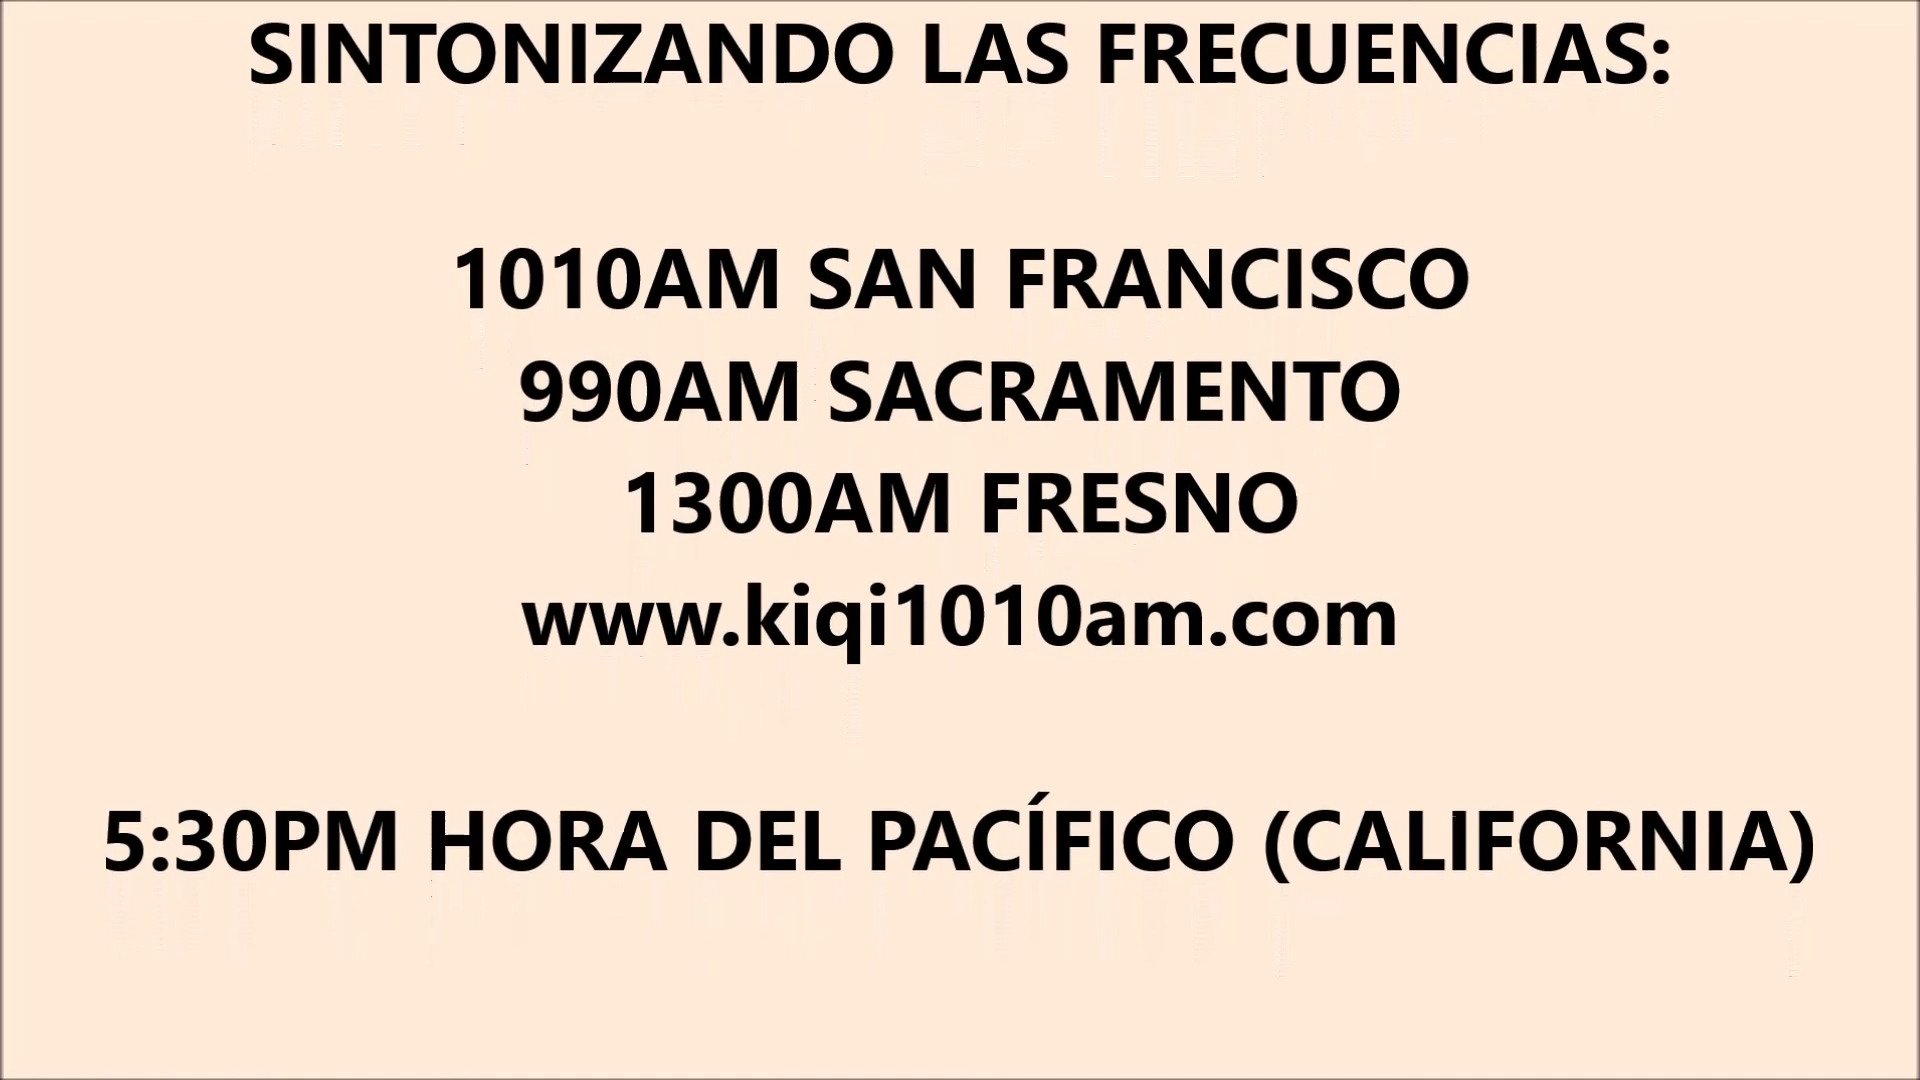 SINTONIZANDO LAS FRECUENCIAS:
1010AM SAN FRANCISCO
990AM SACRAMENTO
1300AM FRESNO
www.kiqi1010am.com
5:30PM HORA DEL PACÍFICO (CALIFORNIA)